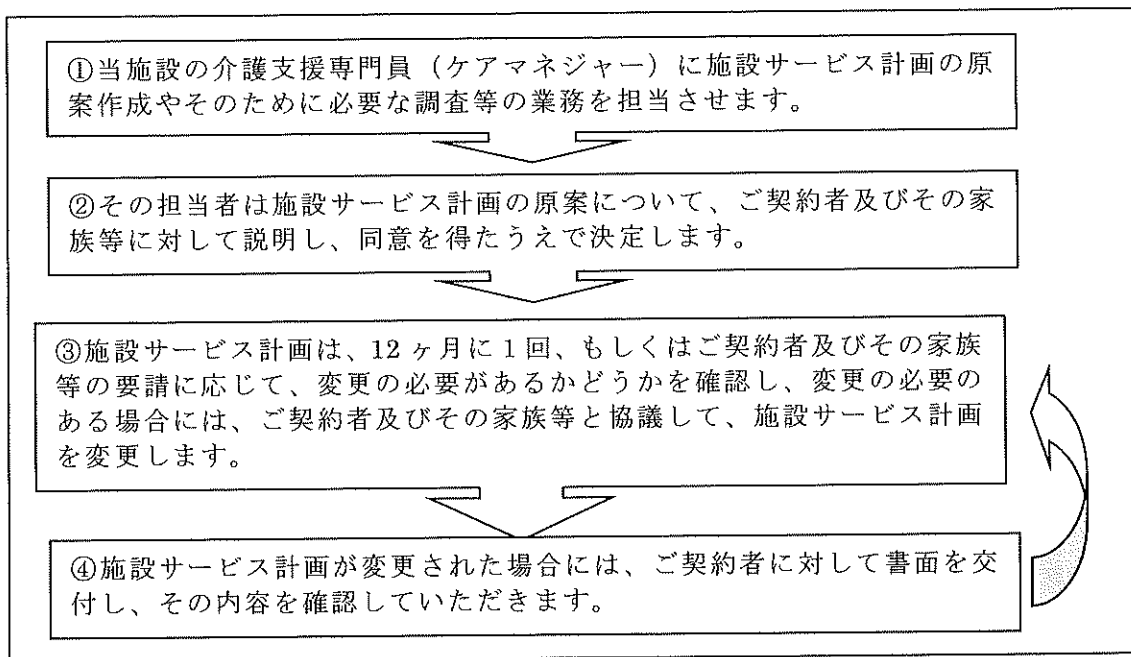 ①当施設の介護支援専門員（ケアマネジャー）に施設サービス計画の原
案作成やそのために必要な調査等の業務を担当させます。
②その担当者は施設サービス計画の原案について、ご契約者及びその家
族等に対して説明し、同意を得たうえで決定します。
③施設サービス計画は、12 ヶ月に 1 回、もしくはご契約者及びその家族
等の要請に応じて、変更の必要があるかどうかを確認し、変更の必要の
ある場合には、ご契約者及びその家族等と協議して、施設サービス計画
を変更します。
④施設サービス計画が変更された場合には、ご契約者に対して書面を交
付し、その内容を確認していただきます。